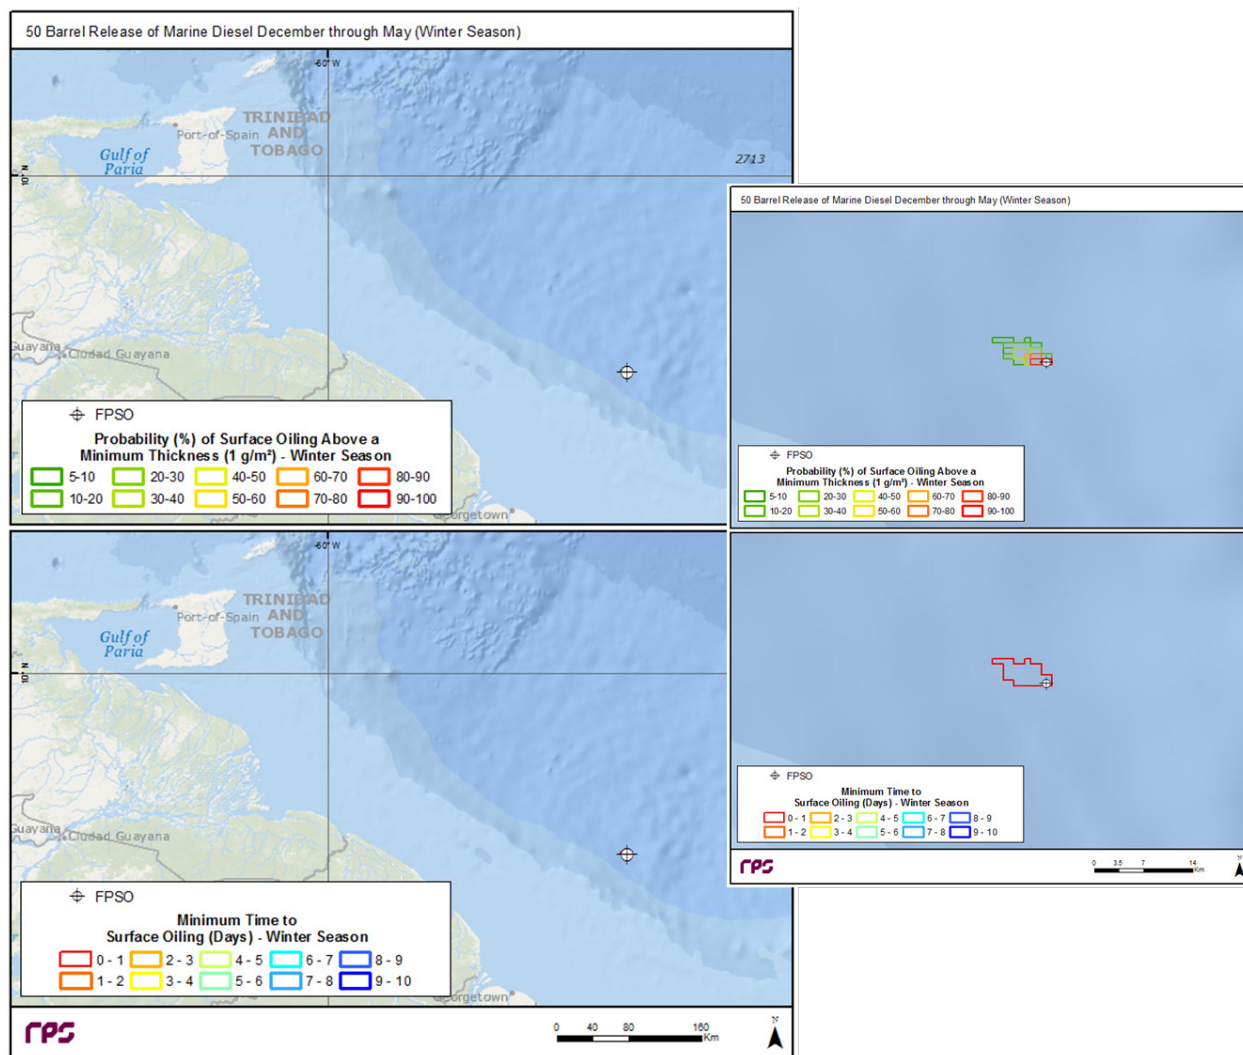 50 Barrel Release of Marine Diesel December through May (Winter Season)
-60° W
TRINIDAD
AND
TOBAGO
Port-of-Spain
Gulf of
Paria
2713
10° N
Guayana
Ciudad Guayana
FPSO
Probability (%) of Surface Oiling Above a
Minimum Thickness (1 g/m²) - Winter Season
5-10 20-30 40-50 60-70 80-90
10-20 30-40 50-60 70-80 90-100
Georgetown
-60° W
TRINIDAD
AND
TOBAGO
Port-of-Spain
Gulf of
Paria
10° N
Guayana
Ciudad Guayana
FPSO
Minimum Time to
Surface Oiling (Days) - Winter Season
0 - 1 2 - 3 4 - 5 6 - 7 8 - 9
1 - 2 3 - 4 5 - 6 7 - 8 9 - 10
Georgetown
rps
0 40 80 160
Km
N
50 Barrel Release of Marine Diesel December through May (Winter Season)
FPSO
Probability (%) of Surface Oiling Above a
Minimum Thickness (1 g/m²) - Winter Season
5-10 20-30 40-50 60-70 80-90
10-20 30-40 50-60 70-80 90-100
FPSO
Minimum Time to
Surface Oiling (Days) - Winter Season
0 - 1 2 - 3 4 - 5 6 - 7 8 - 9
1 - 2 3 - 4 5 - 6 7 - 8 9 - 10
rps
0 3.5 7 14
Km
N